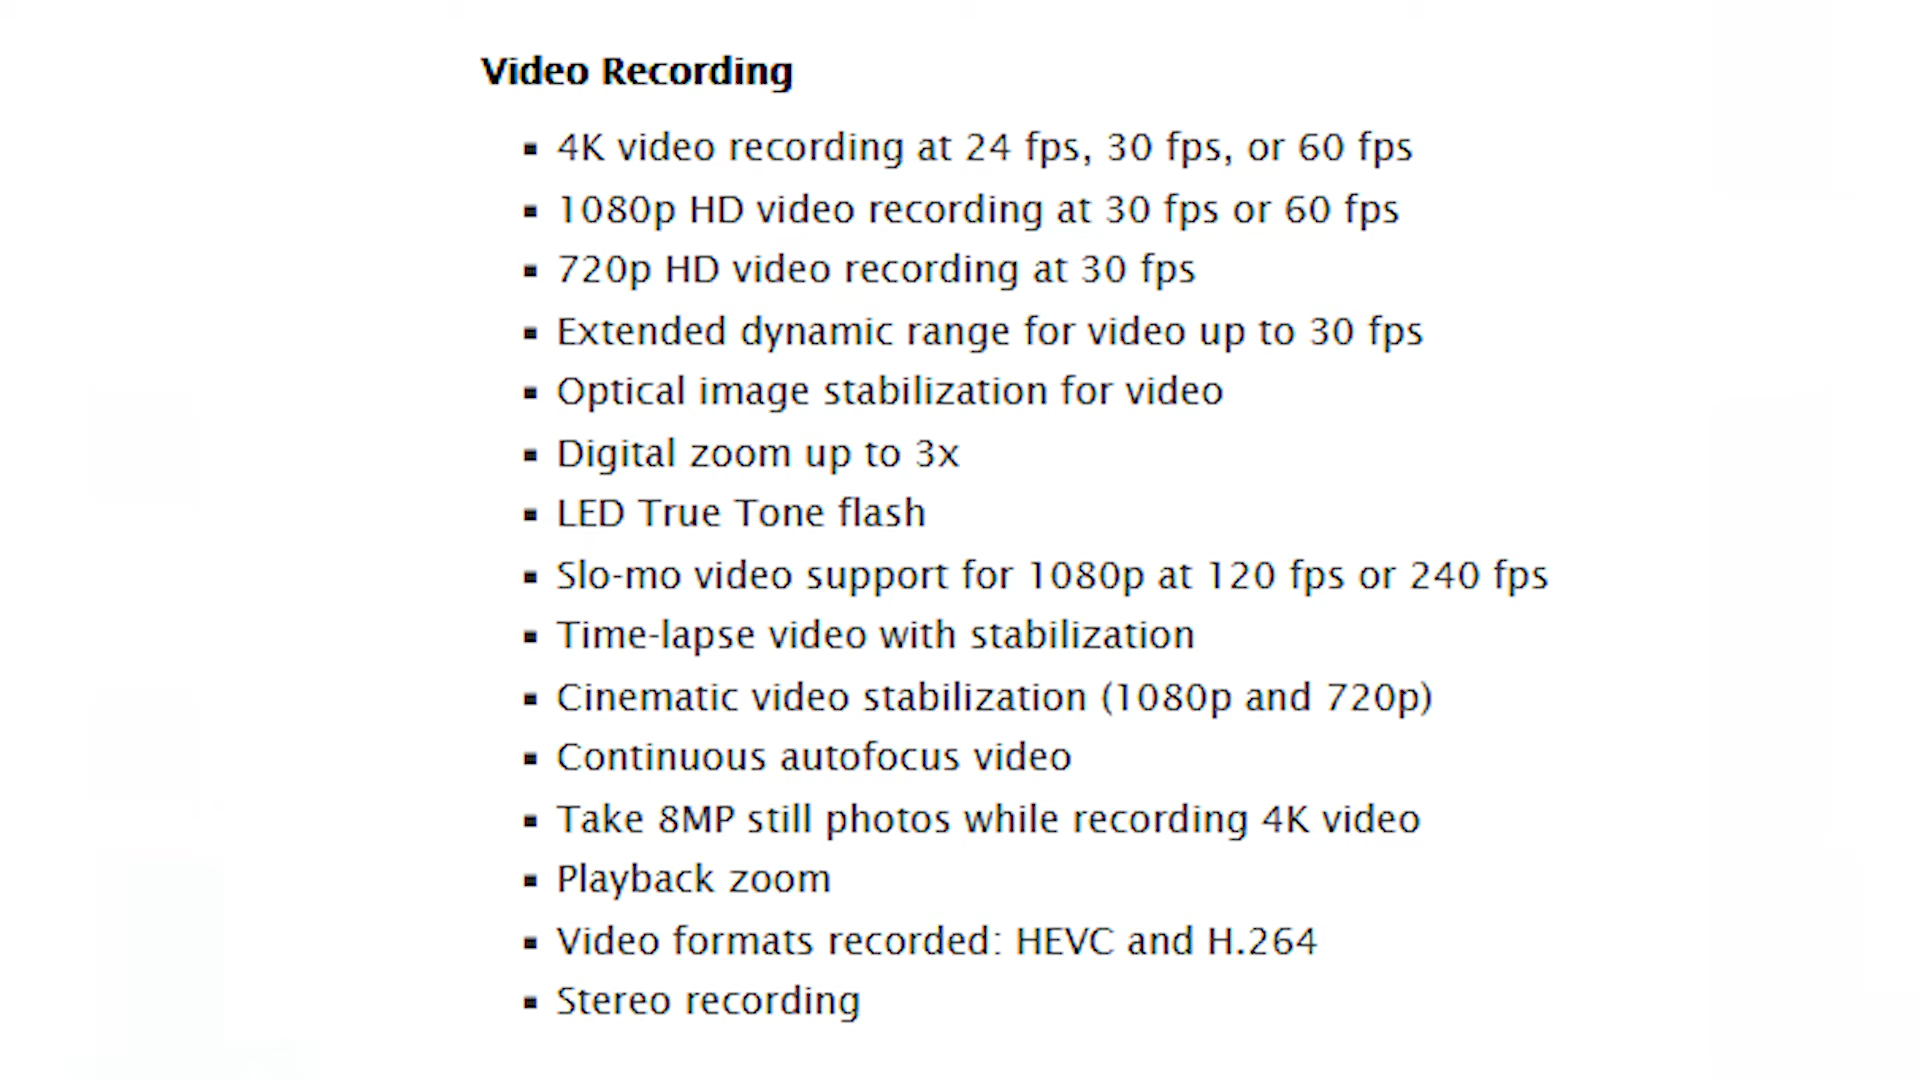 Video Recording
▪ 4K video recording at 24 fps, 30 fps, or 60 fps
▪ 1080p HD video recording at 30 fps or 60 fps
▪ 720p HD video recording at 30 fps
▪ Extended dynamic range for video up to 30 fps
▪ Optical image stabilization for video
▪ Digital zoom up to 3x
▪ LED True Tone flash
▪ Slo-mo video support for 1080p at 120 fps or 240 fps
▪ Time-lapse video with stabilization
▪ Cinematic video stabilization (1080p and 720p)
▪ Continuous autofocus video
▪ Take 8MP still photos while recording 4K video
▪ Playback zoom
▪ Video formats recorded: HEVC and H.264
▪ Stereo recording